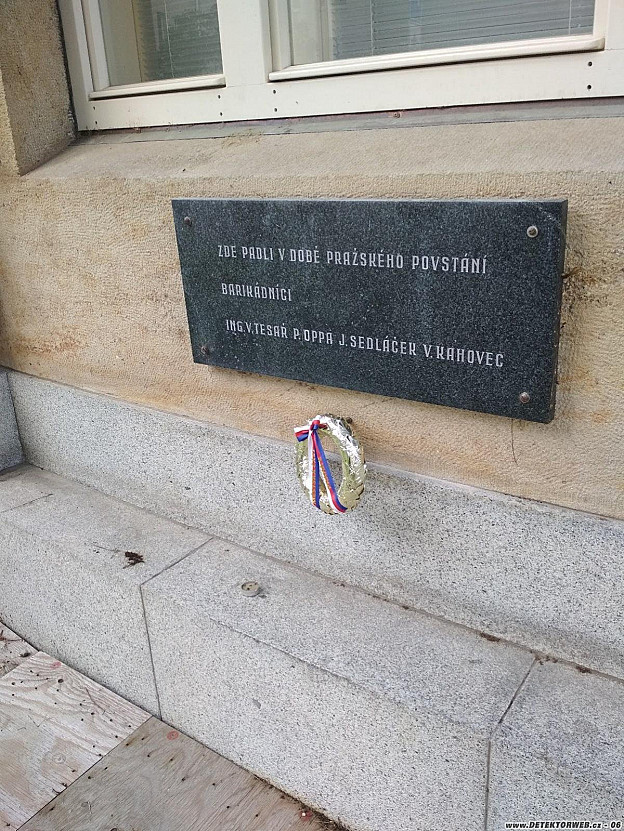 ZDE PADLI V DOBĚ PRAŽSKÉHO POVSTÁNÍ
BARIKÁDNÍCI
ING.V.TESAŘ P.OPPA J.SEDLÁČEK V.KAHOVEC
www.DETEKTORWEB.cz - 06